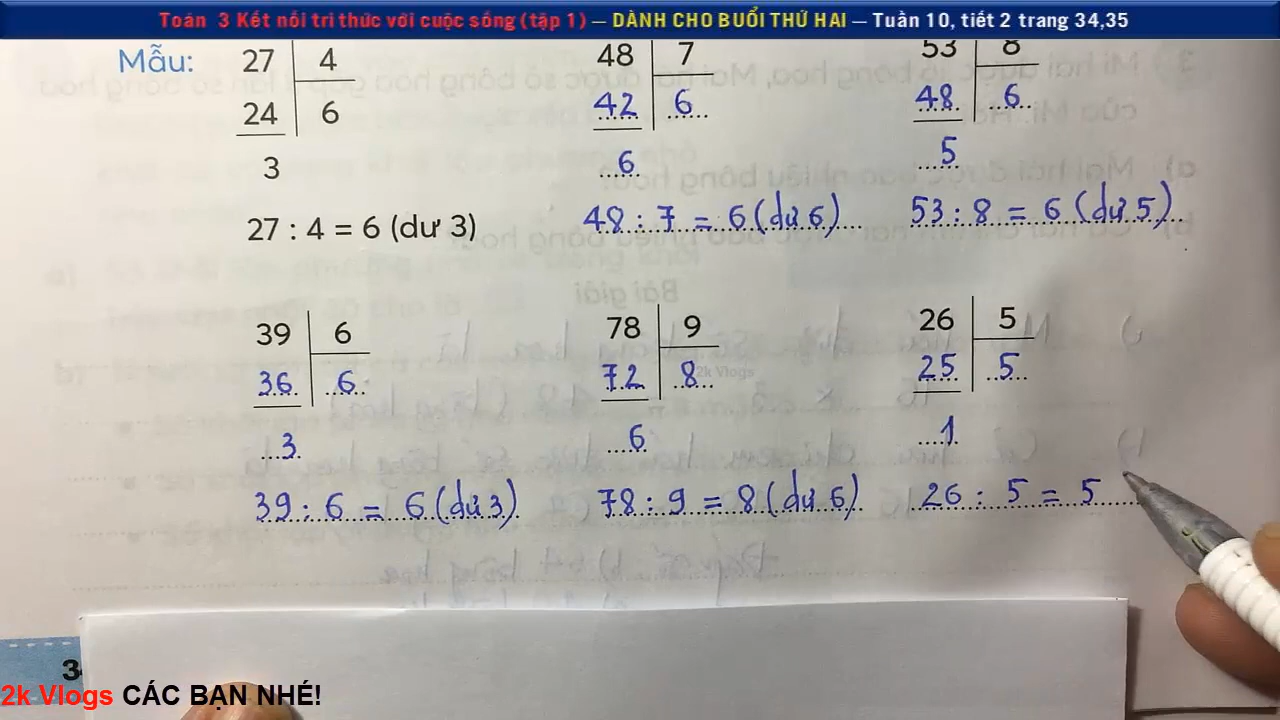 Toán 3 Kết nối tri thức với cuộc sống (tập 1) – DÀNH CHO BUỔI THỨ HAI – Tuần 10, tiết 2 trang 34,35
Mẫu: 27 4 48 7 53 8
24 6 42 6 48 6
3 6 5
27 : 4 = 6 (dư 3) 48 : 7 = 6 (dư 6) 53 : 8 = 6 (dư 5)
Bài giải
39 6 78 9 26 5
36 6 72 8 25 5
2k Vlogs
3 6 1
39 : 6 = 6 (dư 3) 78 : 9 = 8 (dư 6) 26 : 5 = 5
2k Vlogs CÁC BẠN NHÉ!